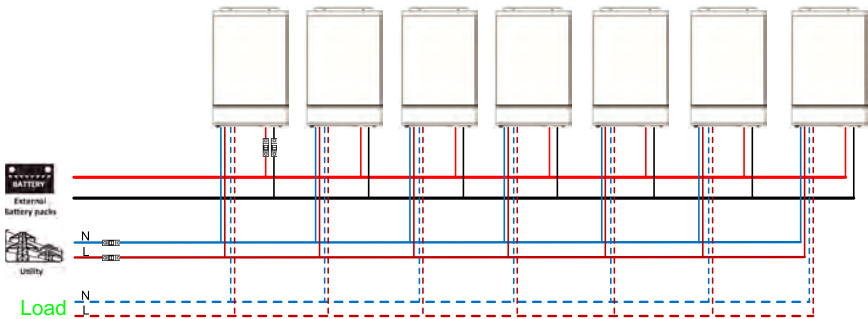 BATTERY
External
Battery packs
N
L
Utility
N
Load L